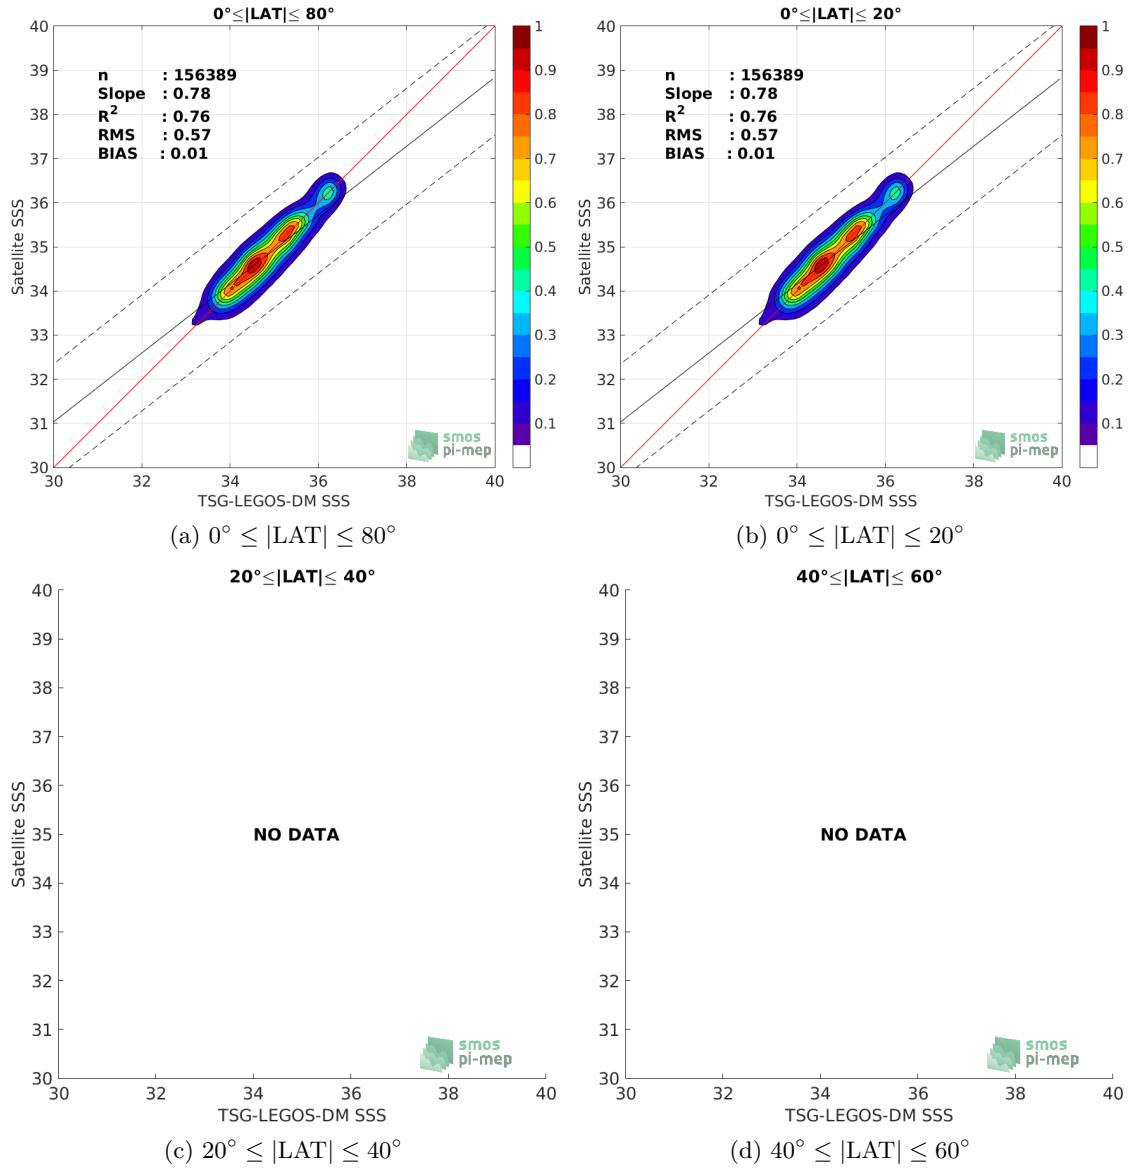 0°≤|LAT|≤ 80°
40
39
38
37
36
35
34
33
32
31
30
Satellite SSS
n : 156389
Slope : 0.78
R² : 0.76
RMS : 0.57
BIAS : 0.01
smos
pi-mep
30 32 34 36 38 40
TSG-LEGOS-DM SSS
1
0.9
0.8
0.7
0.6
0.5
0.4
0.3
0.2
0.1
(a) 0° ≤ |LAT| ≤ 80°
0°≤|LAT|≤ 20°
40
39
38
37
36
35
34
33
32
31
30
Satellite SSS
n : 156389
Slope : 0.78
R² : 0.76
RMS : 0.57
BIAS : 0.01
smos
pi-mep
30 32 34 36 38 40
TSG-LEGOS-DM SSS
1
0.9
0.8
0.7
0.6
0.5
0.4
0.3
0.2
0.1
(b) 0° ≤ |LAT| ≤ 20°
20°≤|LAT|≤ 40°
40
39
38
37
36
35
34
33
32
31
30
Satellite SSS
NO DATA
smos
pi-mep
30 32 34 36 38 40
TSG-LEGOS-DM SSS
(c) 20° ≤ |LAT| ≤ 40°
40°≤|LAT|≤ 60°
40
39
38
37
36
35
34
33
32
31
30
Satellite SSS
NO DATA
smos
pi-mep
30 32 34 36 38 40
TSG-LEGOS-DM SSS
(d) 40° ≤ |LAT| ≤ 60°